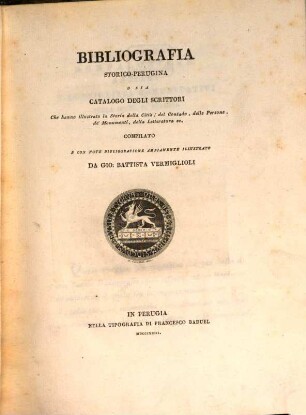 BIBLIOGRAFIA
STORICO-PERUGINA
O SIA
CATALOGO DEGLI SCRITTORI
Che hanno illustrato la Storia della Città, del Contado, delle Persone,
de' Monumenti, della Letteratura ec.
COMPILATO
E CON NOTE BIBLIOGRAFICHE AMPIAMENTE ILLUSTRATO
DA GIO: BATTISTA VERMIGLIOLI
IN PERUGIA
NELLA TIPOGRAFIA DI FRANCESCO BADUEL
MDCCCXXIII.